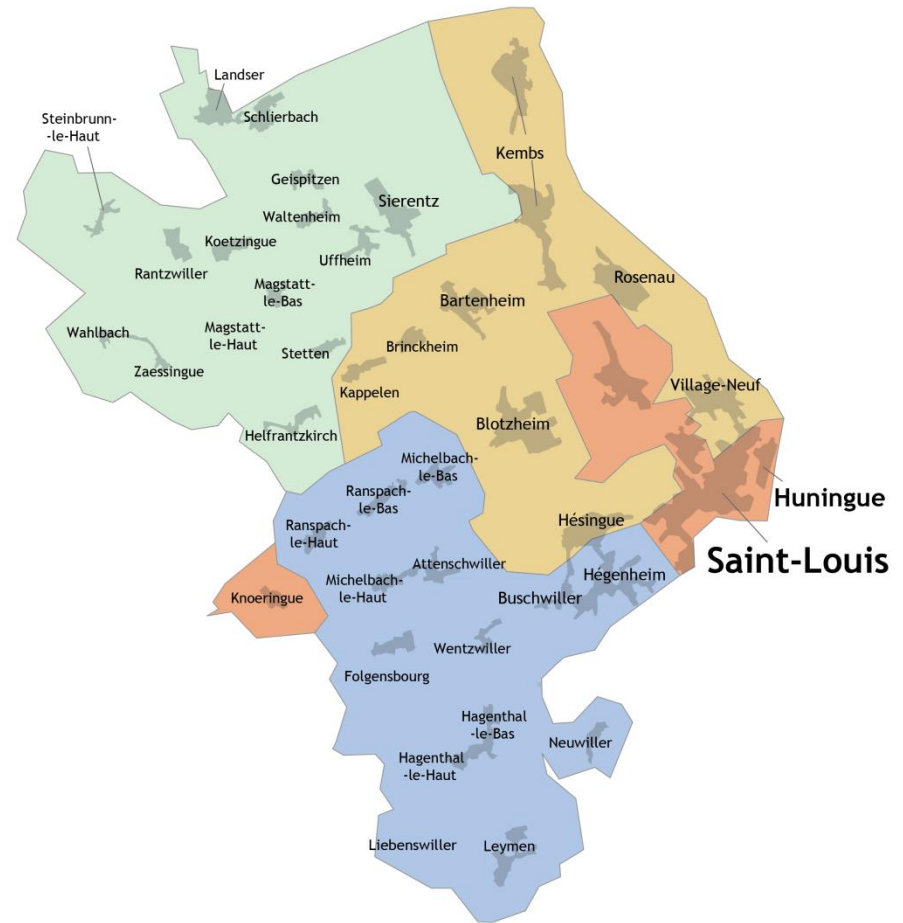 Landser
Schlierbach
Steinbrunn-
-le-Haut
Kembs
Geispitzen
Sierentz
Waltenheim
Koetzingue
Uffheim
Rantzwiller
Rosenau
Magstatt-
le-Bas
Bartenheim
Wahlbach
Magstatt-
le-Haut
Brinckheim
Stetten
Zaessingue
Village-Neuf
Kappelen
Blotzheim
Helfrantzkirch
Michelbach-
-le-Bas
Ranspach-
le-Bas
Huningue
Hésingue
Ranspach-
-le-Haut
Saint-Louis
Attenschwiller
Hégenheim
Michelbach-
-le-Haut
Buschwiller
Knoeringue
Wentzwiller
Folgensbourg
Hagenthal
-le-Bas
Neuwiller
Hagenthal
-le-Haut
Liebenswiller
Leymen